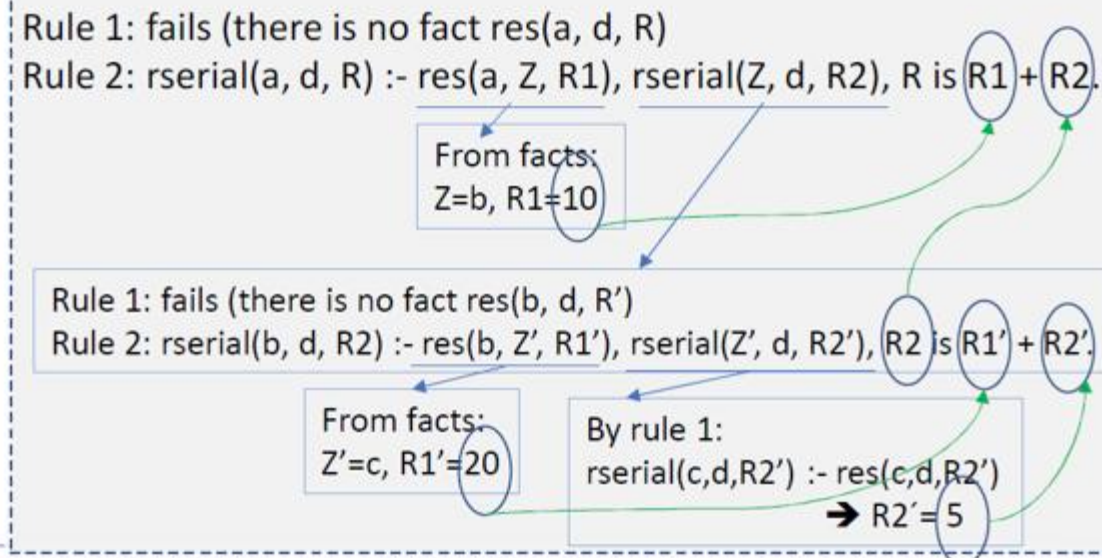 Rule 1: fails (there is no fact res(a, d, R)
Rule 2: rserial(a, d, R) :- res(a, Z, R1), rserial(Z, d, R2), R is R1 + R2.
From facts:
Z=b, R1=10
Rule 1: fails (there is no fact res(b, d, R’)
Rule 2: rserial(b, d, R2) :- res(b, Z’, R1’), rserial(Z’, d, R2’), R2 is R1’ + R2’.
From facts:
Z’=c, R1’=20
By rule 1:
rserial(c,d,R2’) :- res(c,d,R2’)
➔ R2´= 5